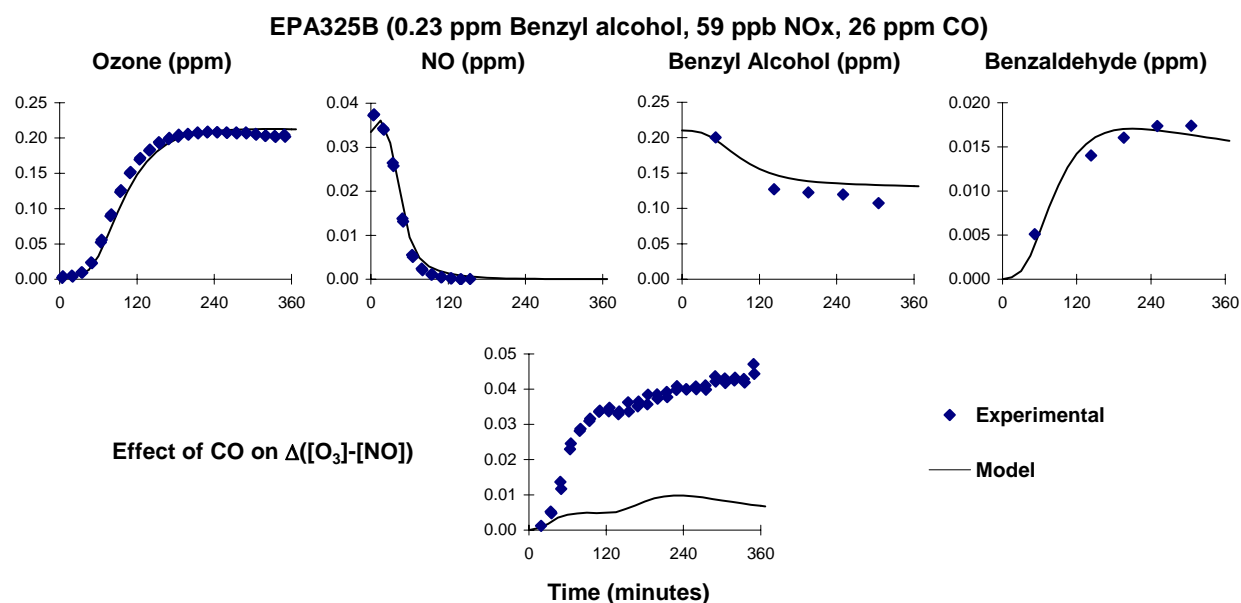 EPA325B (0.23 ppm Benzyl alcohol, 59 ppb NOx, 26 ppm CO)
Ozone (ppm)
0.25
0.20
0.15
0.10
0.05
0.00
0 120 240 360
NO (ppm)
0.04
0.03
0.02
0.01
0.00
0 120 240 360
Benzyl Alcohol (ppm)
0.25
0.20
0.15
0.10
0.05
0.00
0 120 240 360
Benzaldehyde (ppm)
0.020
0.015
0.010
0.005
0.000
0 120 240 360
Effect of CO on Δ([O₃]-[NO])
0.05
0.04
0.03
0.02
0.01
0.00
0 120 240 360
Time (minutes)
Experimental
Model